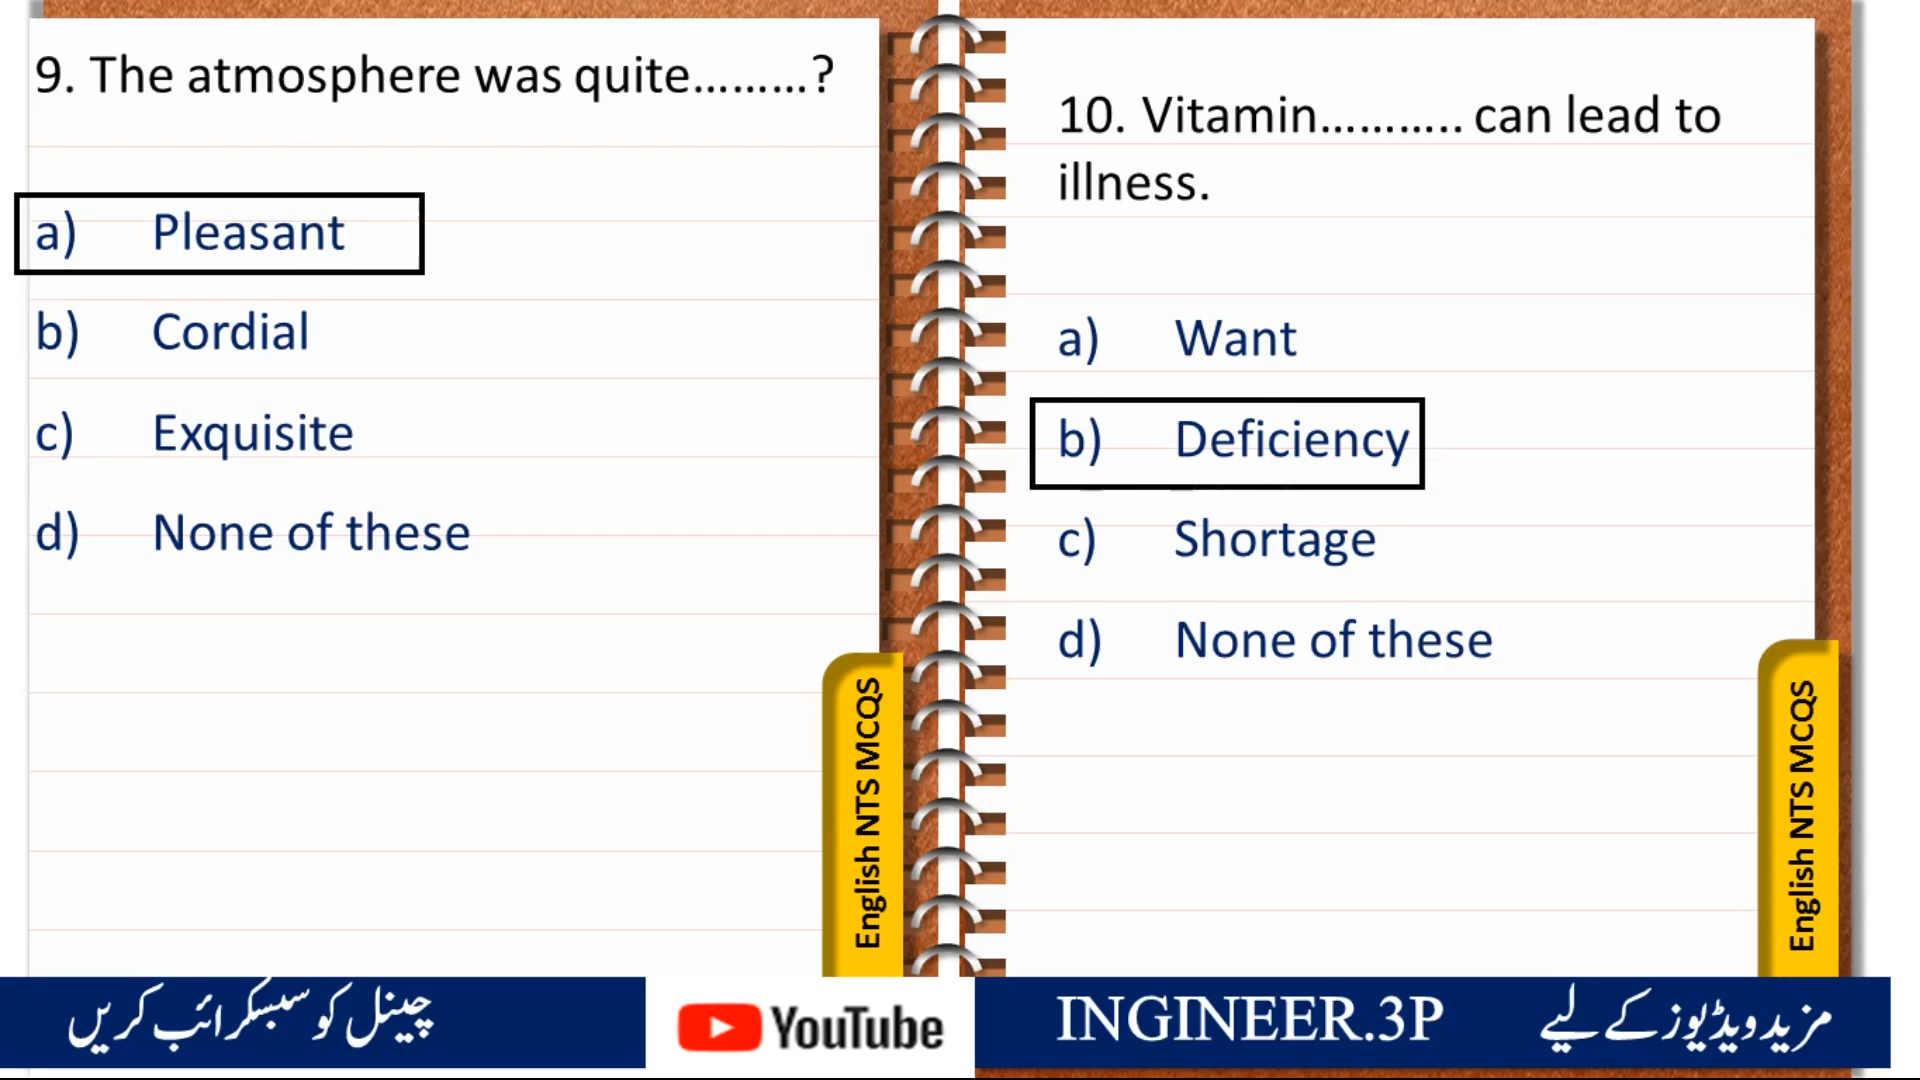 9. The atmosphere was quite………?
a) Pleasant
b) Cordial
c) Exquisite
d) None of these
English NTS MCQS
10. Vitamin……….. can lead to
illness.
a) Want
b) Deficiency
c) Shortage
d) None of these
English NTS MCQS
چینل کو سبسکرائب کریں
YouTube
INGINEER.3P
مزید ویڈیوز کے لیے